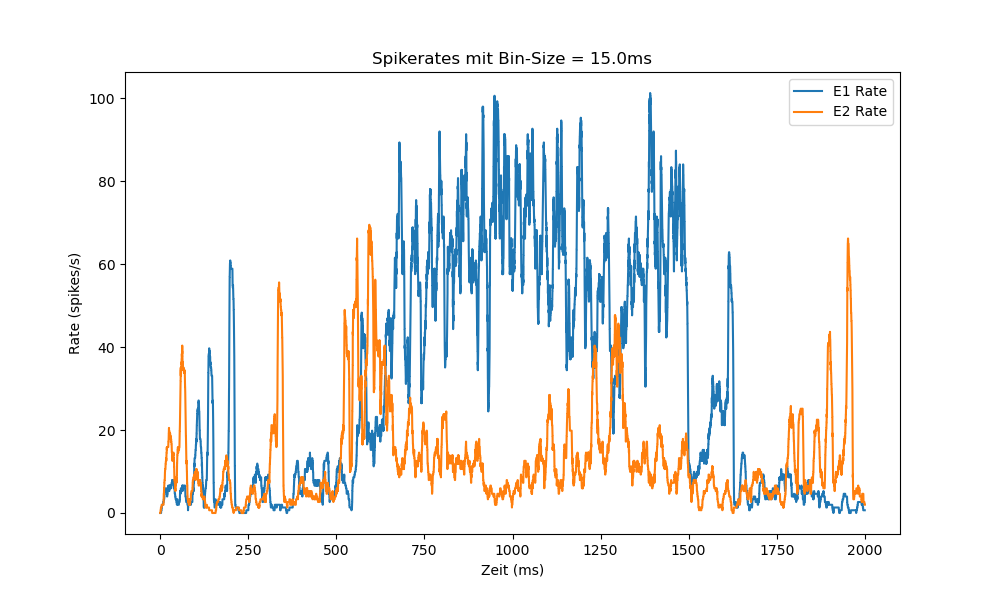 Spikerates mit Bin-Size = 15.0ms
E1 Rate
E2 Rate
100
80
60
40
20
0
Rate (spikes/s)
0 250 500 750 1000 1250 1500 1750 2000
Zeit (ms)